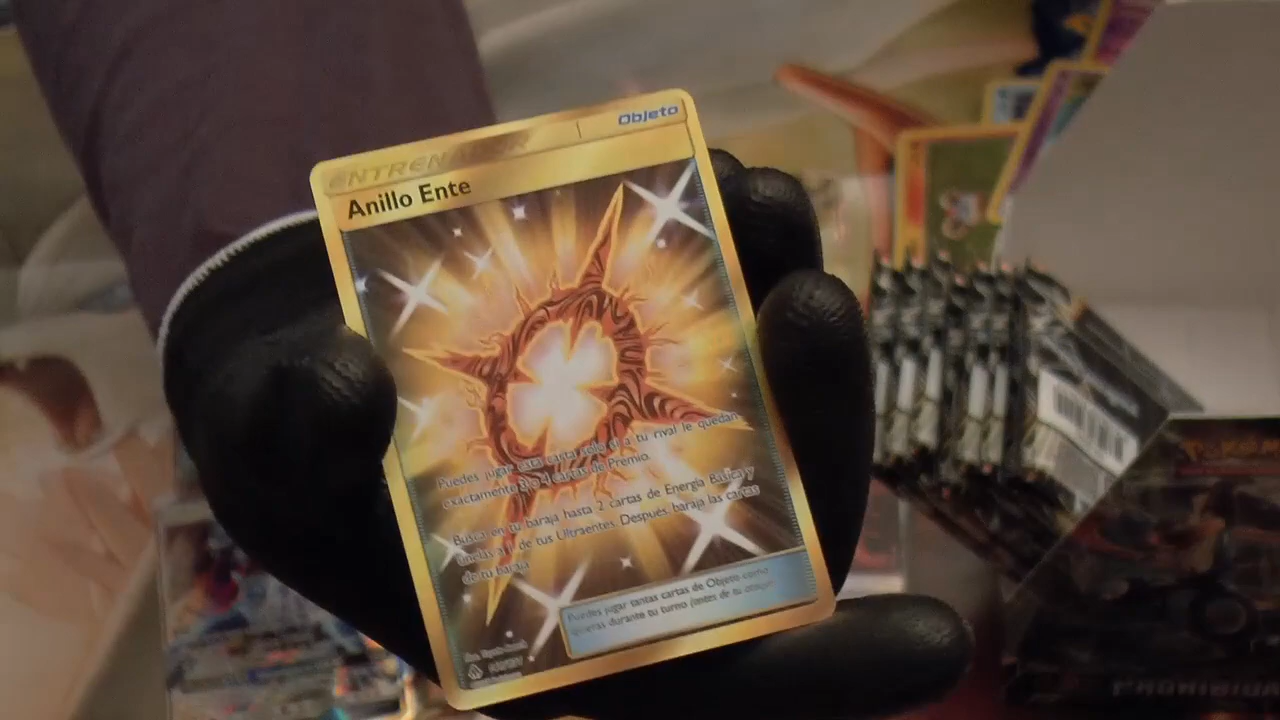 ENTRENADOR
Objeto
Anillo Ente
Puedes jugar esta carta solo si a tu rival le quedan
exactamente 3 o 4 cartas de Premio.
Busca en tu baraja hasta 2 cartas de Energía Básica y
únelas a 1 de tus Ultraentes. Después, baraja las cartas
de tu baraja.
Puedes jugar tantas cartas de Objeto como
quieras durante tu turno (antes de tu ataque